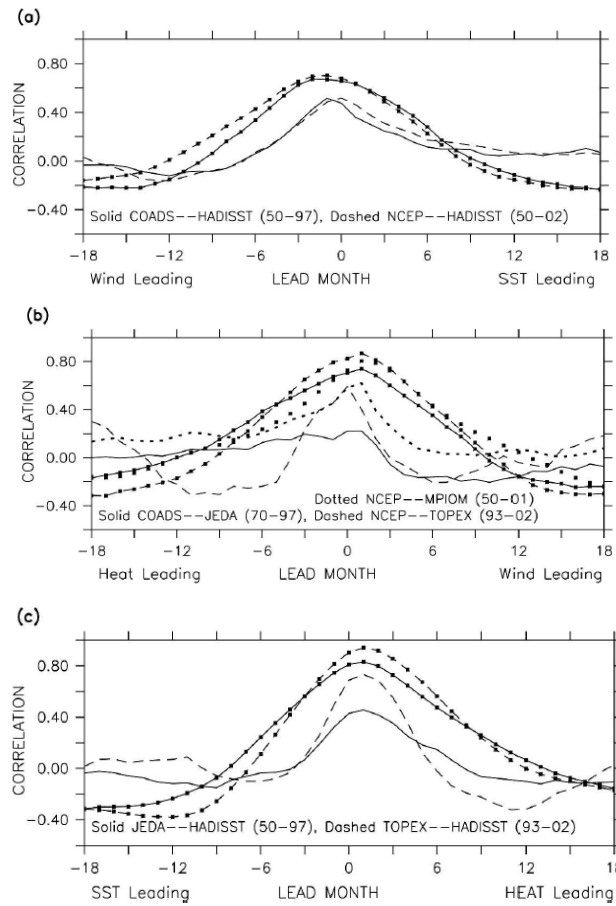 (a)
CORRELATION
0.80
0.40
0.00
-0.40
Solid COADS--HADISST (50-97), Dashed NCEP--HADISST (50-02)
-18 -12 -6 0 6 12 18
Wind Leading LEAD MONTH SST Leading
(b)
CORRELATION
0.80
0.40
0.00
-0.40
Dotted NCEP--MPIOM (50-01)
Solid COADS--JEDA (70-97), Dashed NCEP--TOPEX (93-02)
-18 -12 -6 0 6 12 18
Heat Leading LEAD MONTH Wind Leading
(c)
CORRELATION
0.80
0.40
0.00
-0.40
Solid JEDA--HADISST (50-97), Dashed TOPEX--HADISST (93-02)
-18 -12 -6 0 6 12 18
SST Leading LEAD MONTH HEAT Leading